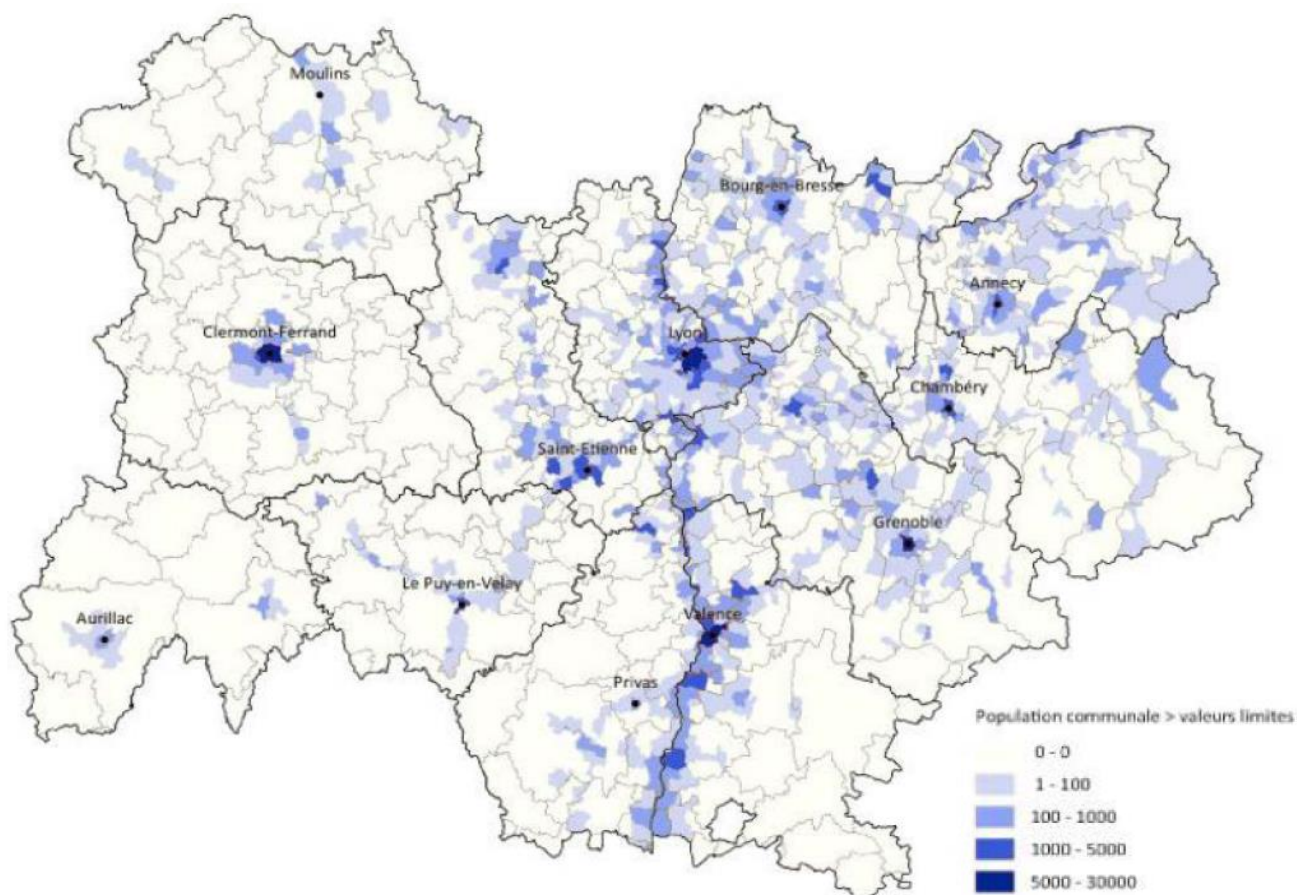 Moulins
Bourg-en-Bresse
Annecy
Clermont-Ferrand
Lyon
Chambéry
Saint-Etienne
Grenoble
Le Puy-en-Velay
Aurillac
Valence
Privas
Population communale > valeurs limites
0 - 0
1 - 100
100 - 1000
1000 - 5000
5000 - 30000